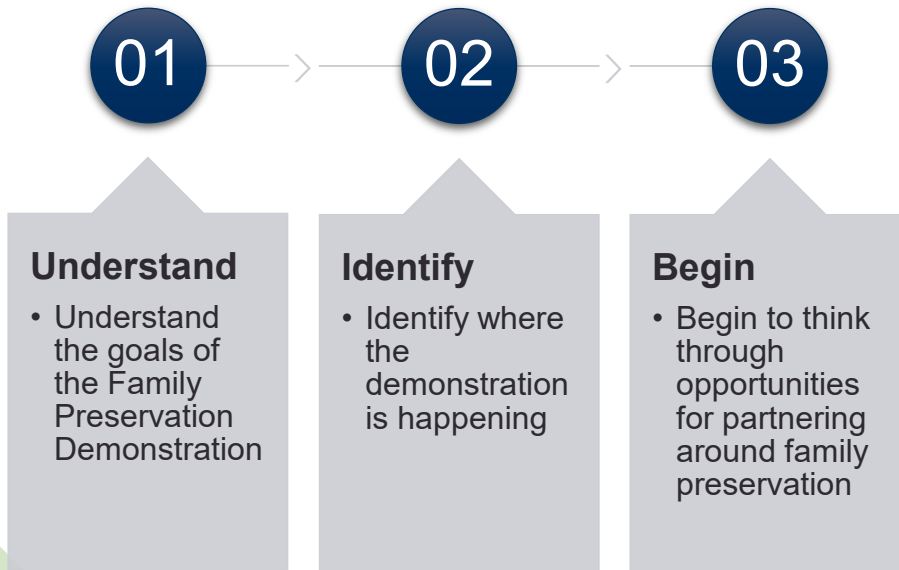 01
02
03
Understand
• Understand
the goals of
the Family
Preservation
Demonstration
Identify
• Identify where
the
demonstration
is happening
Begin
• Begin to think
through
opportunities
for partnering
around family
preservation